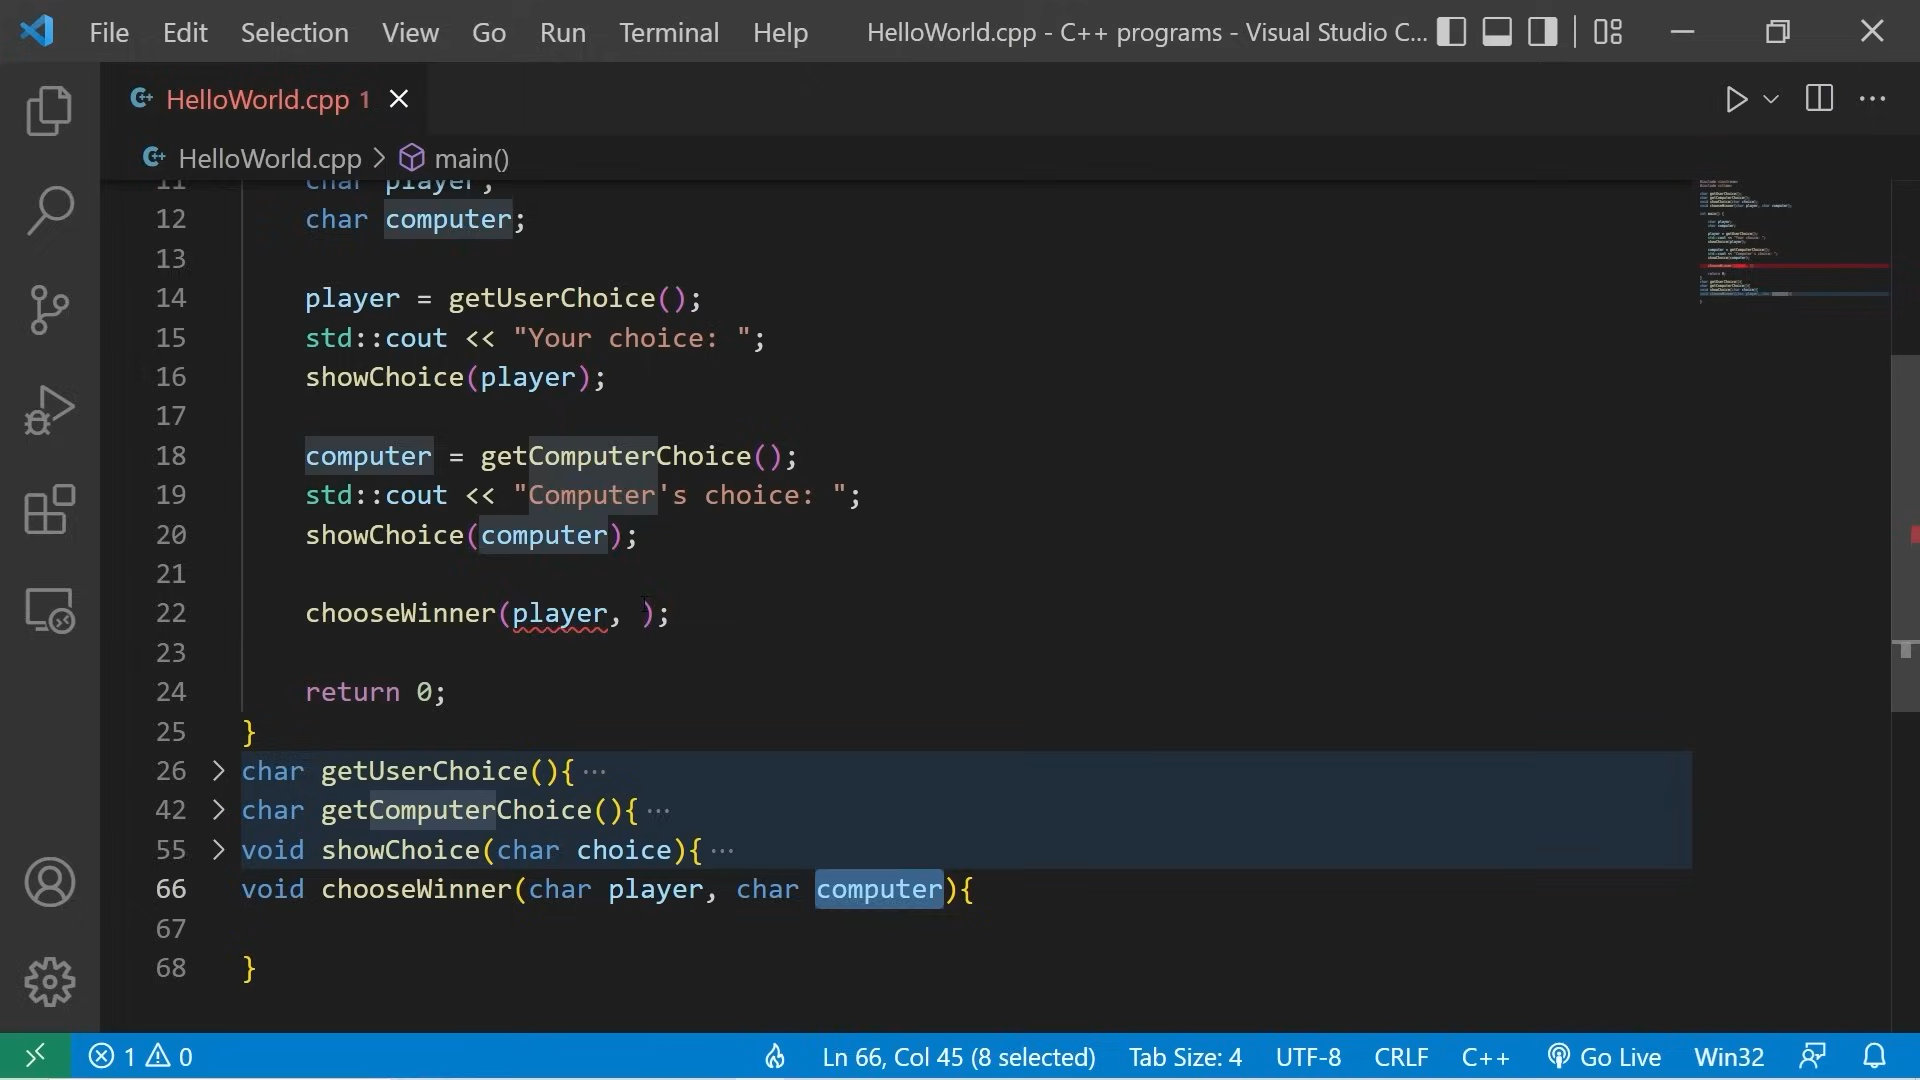 File Edit Selection View Go Run Terminal Help HelloWorld.cpp - C++ programs - Visual Studio C...
HelloWorld.cpp 1
HelloWorld.cpp > main()
11 char player;
12 char computer;
13
14 player = getUserChoice();
15 std::cout << "Your choice: ";
16 showChoice(player);
17
18 computer = getComputerChoice();
19 std::cout << "Computer's choice: ";
20 showChoice(computer);
21
22 chooseWinner(player, );
23
24 return 0;
25 }
26 > char getUserChoice(){ ...
42 > char getComputerChoice(){ ...
55 > void showChoice(char choice){ ...
66 void chooseWinner(char player, char computer){
67
68 }
1 0 Ln 66, Col 45 (8 selected) Tab Size: 4 UTF-8 CRLF C++ Go Live Win32